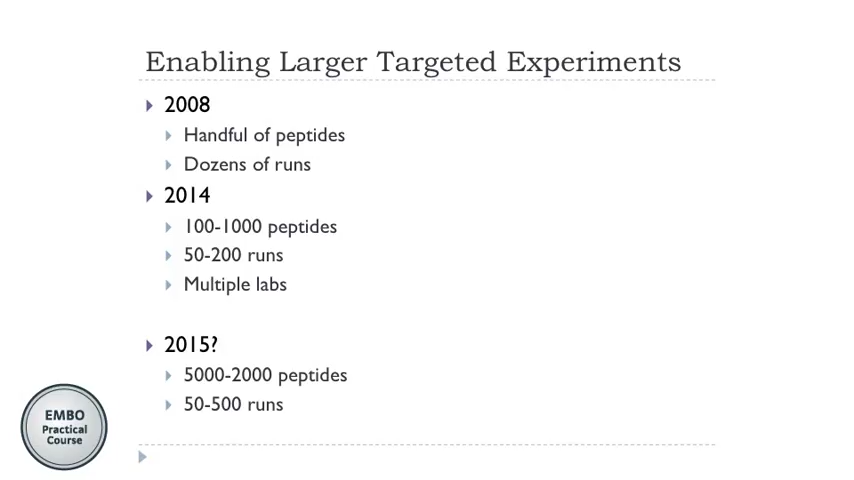 Enabling Larger Targeted Experiments
2008
Handful of peptides
Dozens of runs
2014
100-1000 peptides
50-200 runs
Multiple labs
2015?
5000-2000 peptides
50-500 runs
EMBO
Practical
Course